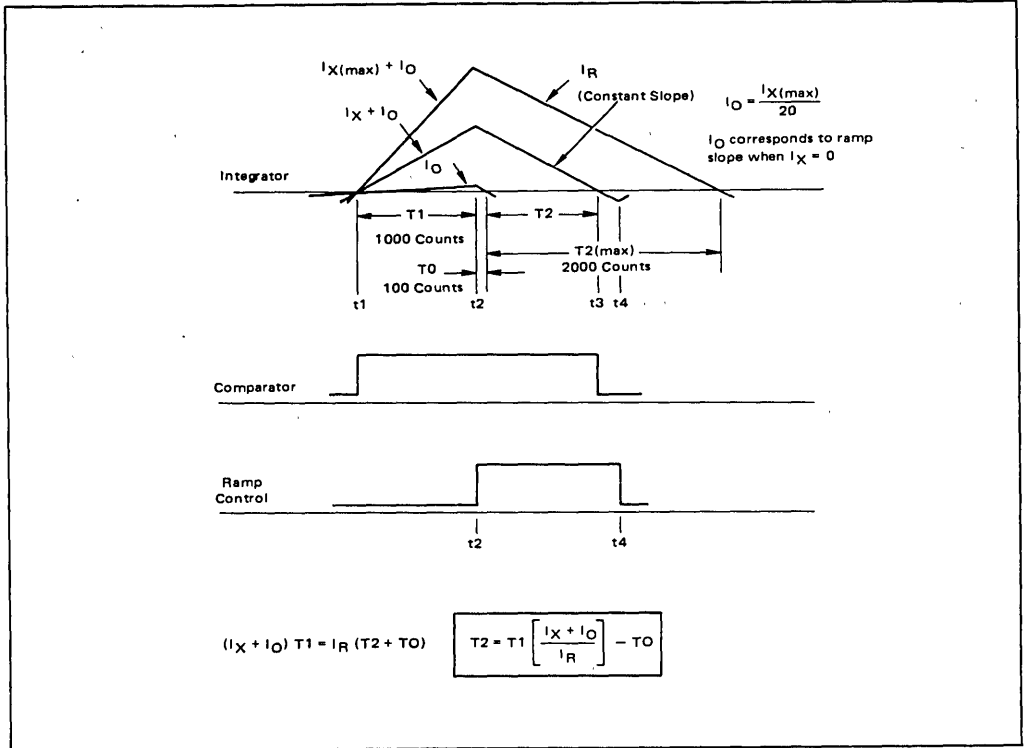 IX(max) + IO
IR
(Constant Slope)
IO = IX(max) / 20
IX + IO
IO corresponds to ramp
slope when IX = 0
IO
Integrator
T1
T2
1000 Counts
T2(max)
2000 Counts
T0
100 Counts
t1
t2
t3
t4
Comparator
Ramp
Control
t2
t4
(IX + IO) T1 = IR (T2 + TO)
T2 = T1 [ IX + IO / IR ] − TO